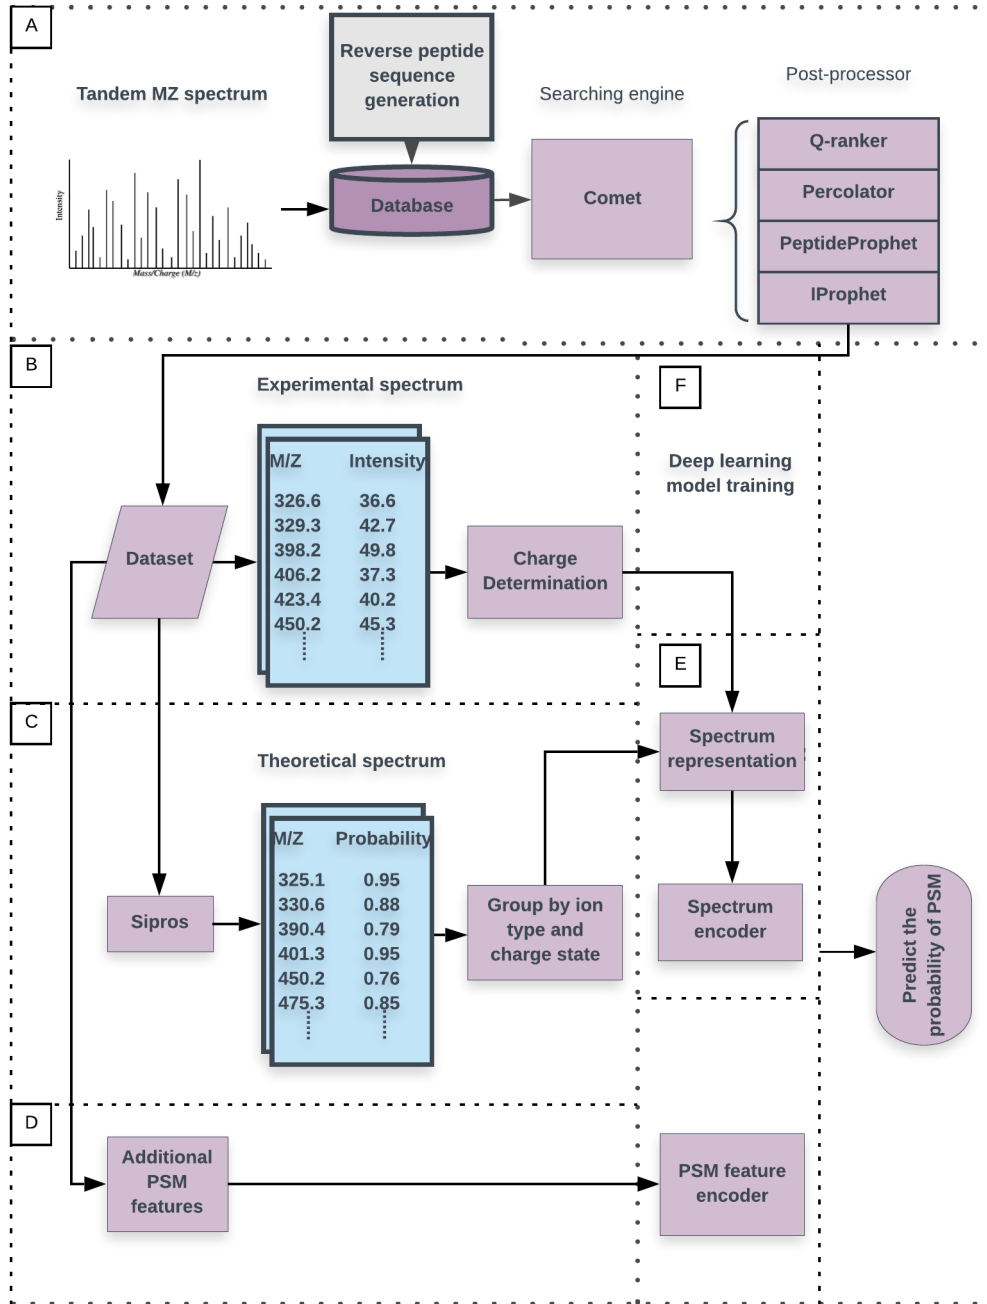 A
Reverse peptide
sequence
generation
Tandem MZ spectrum
Searching engine
Post-processor
Intensity
Mass/Charge (M/z)
Database
Comet
Q-ranker
Percolator
PeptideProphet
IProphet
B
Experimental spectrum
M/Z Intensity
326.6 36.6
329.3 42.7
398.2 49.8
406.2 37.3
423.4 40.2
450.2 45.3
Dataset
Charge
Determination
F
Deep learning
model training
E
Spectrum
representation
Spectrum
encoder
C
Theoretical spectrum
M/Z Probability
325.1 0.95
330.6 0.88
390.4 0.79
401.3 0.95
450.2 0.76
475.3 0.85
Sipros
Group by ion
type and
charge state
Predict the
probability of PSM
D
Additional
PSM
features
PSM feature
encoder